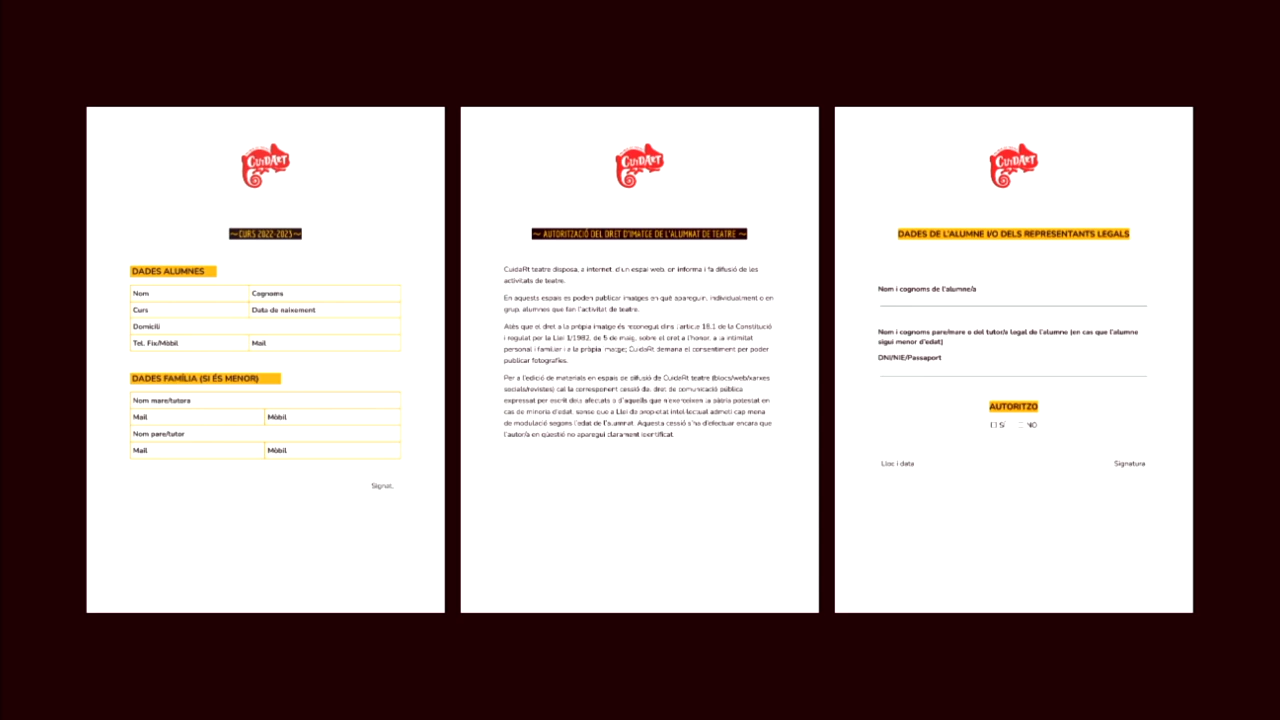 CUIDART
~ CURS 2022-2023 ~
DADES ALUMNES
Nom Cognoms
Curs Data de naixement
Domicili
Tel. Fix/Mòbil Mail
DADES FAMÍLIA (SI ÉS MENOR)
Nom mare/tutora
Mail Mòbil
Nom pare/tutor
Mail Mòbil
Signat,
CUIDART
~ AUTORITZACIÓ DEL DRET D'IMATGE DE L'ALUMNAT DE TEATRE ~
CuidaRt teatre disposa, a internet, d'un espai web, on informa i fa difusió de les
activitats de teatre.
En aquests espais es poden publicar imatges en què apareguin, individualment o en
grup, alumnes que fan l'activitat de teatre.
Atès que el dret a la pròpia imatge és reconegut dins l'article 18.1 de la Constitució
i regulat per la Llei 1/1982, de 5 de maig, sobre el dret a l'honor, a la intimitat
personal i familiar i a la pròpia imatge; CuidaRt demana el consentiment per poder
publicar fotografies.
Per a l'edició de materials en espais de difusió de CuidaRt teatre (blocs/web/xarxes
socials/revistes) cal la corresponent cessió del dret de comunicació pública
expressat per escrit dels afectats o d'aquells que n'exerceixen la pàtria potestat en
cas de minoria d'edat, sense que la Llei de propietat intel·lectual admeti cap mena
de modulació segons l'edat de l'alumnat. Aquesta cessió s'ha d'efectuar encara que
l'autor/a en qüestió no aparegui clarament identificat.
CUIDART
DADES DE L'ALUMNE I/O DELS REPRESENTANTS LEGALS
Nom i cognoms de l'alumne/a
Nom i cognoms pare/mare o del tutor/a legal de l'alumne (en cas que l'alumne
sigui menor d'edat)
DNI/NIE/Passaport
AUTORITZO
☐ SÍ ☐ NO
Lloc i data Signatura